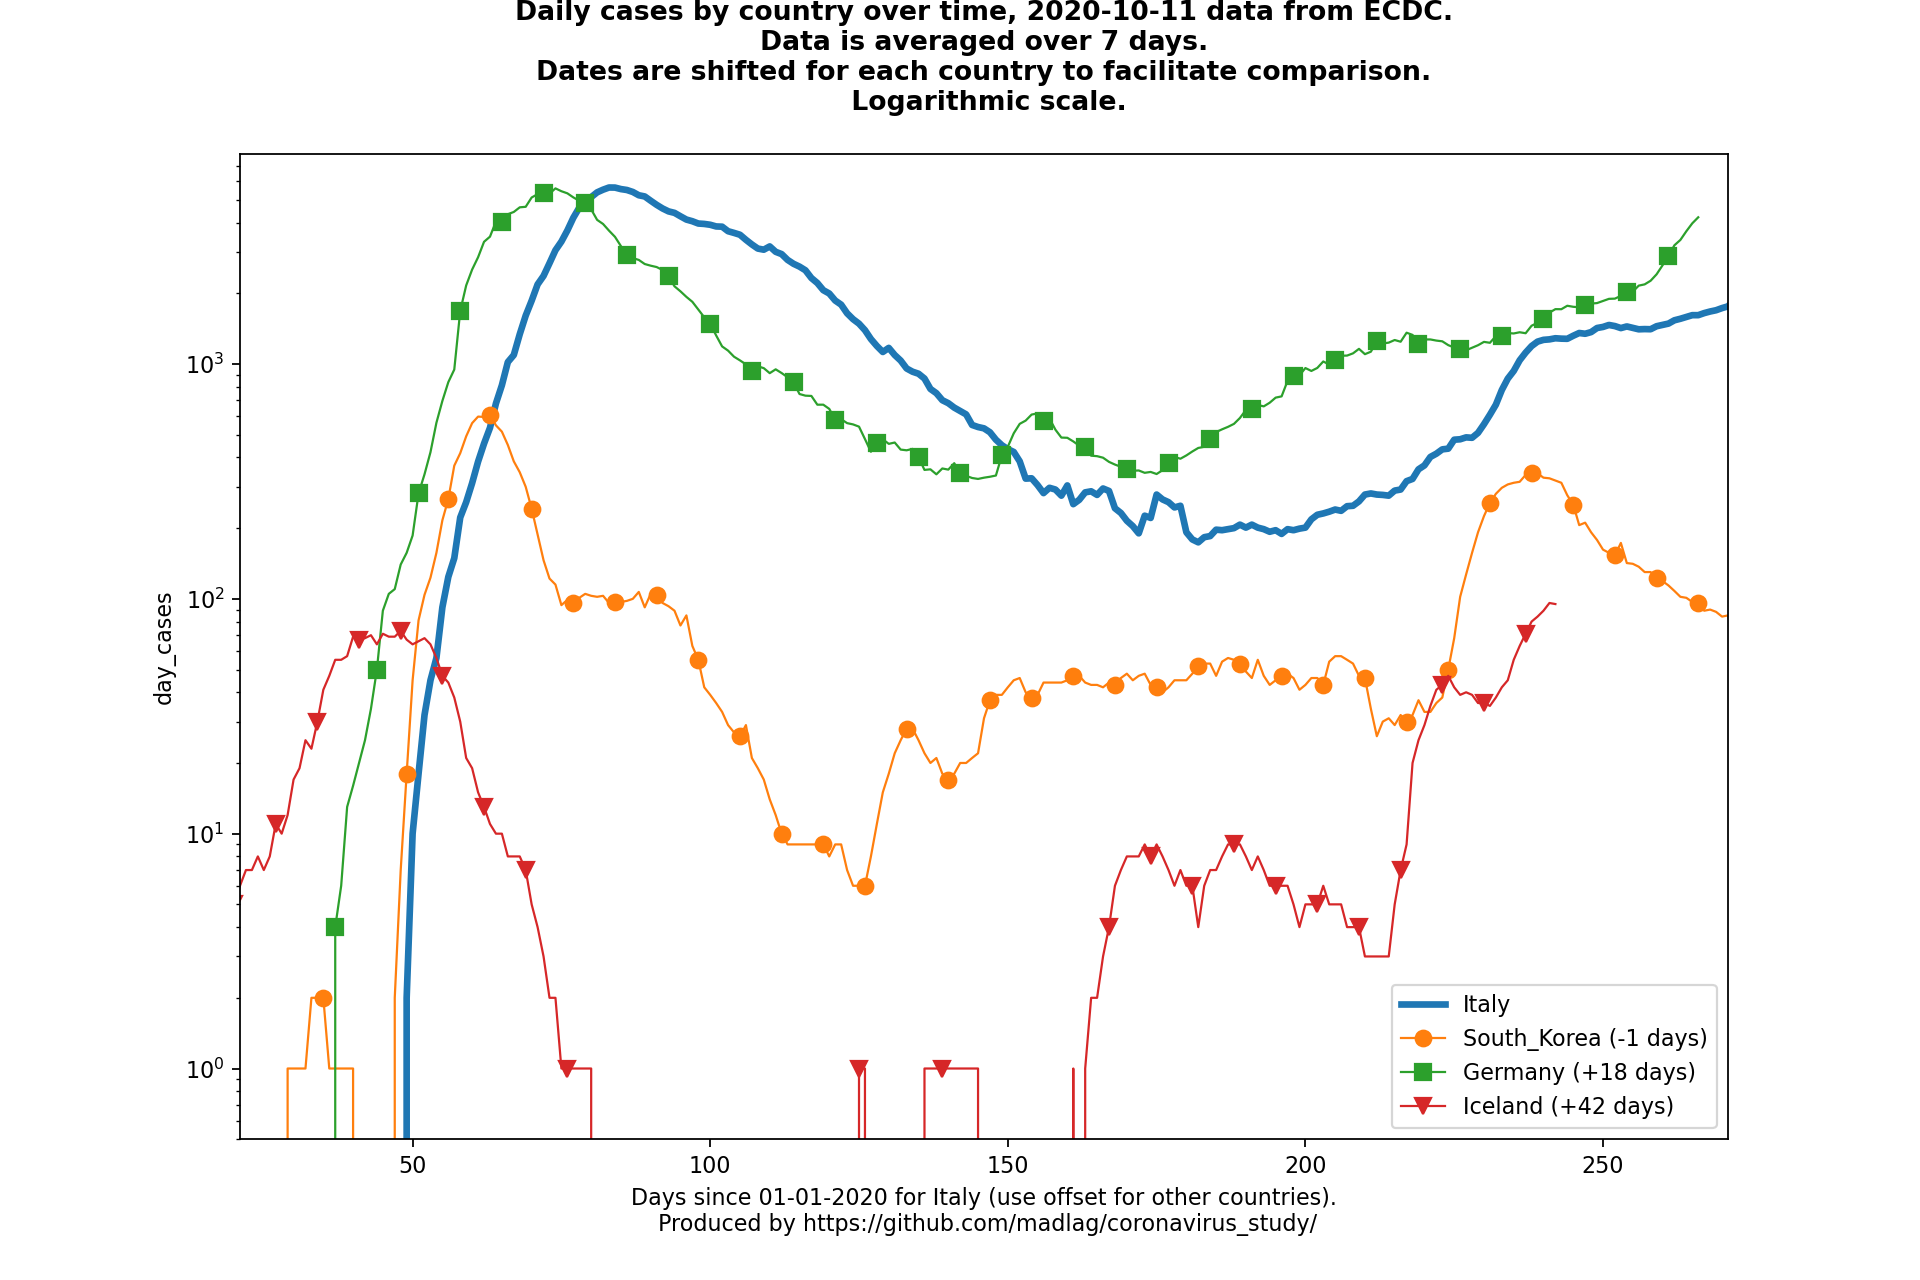 Daily cases by country over time, 2020-10-11 data from ECDC.
Data is averaged over 7 days.
Dates are shifted for each country to facilitate comparison.
Logarithmic scale.
day_cases
10³
10²
10¹
10⁰
Italy
South_Korea (-1 days)
Germany (+18 days)
Iceland (+42 days)
50 100 150 200 250
Days since 01-01-2020 for Italy (use offset for other countries).
Produced by https://github.com/madlag/coronavirus_study/